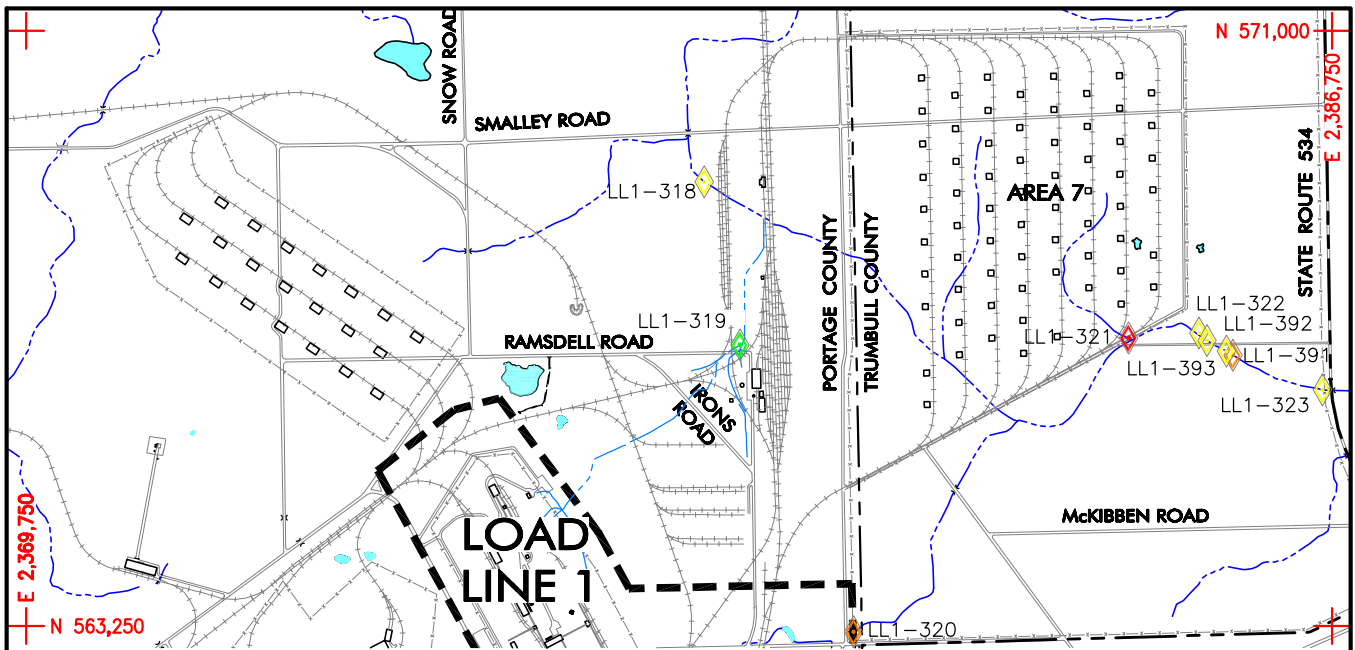 N 571,000
E 2,386,750
SNOW ROAD
SMALLEY ROAD
STATE ROUTE 534
LL1-318
AREA 7
PORTAGE COUNTY
TRUMBULL COUNTY
LL1-322
LL1-319
LL1-392
RAMSDELL ROAD
LL1-321
LL1-391
LL1-393
IRONS
ROAD
LL1-323
E 2,369,750
McKIBBEN ROAD
LOAD
LINE 1
N 563,250
LL1-320